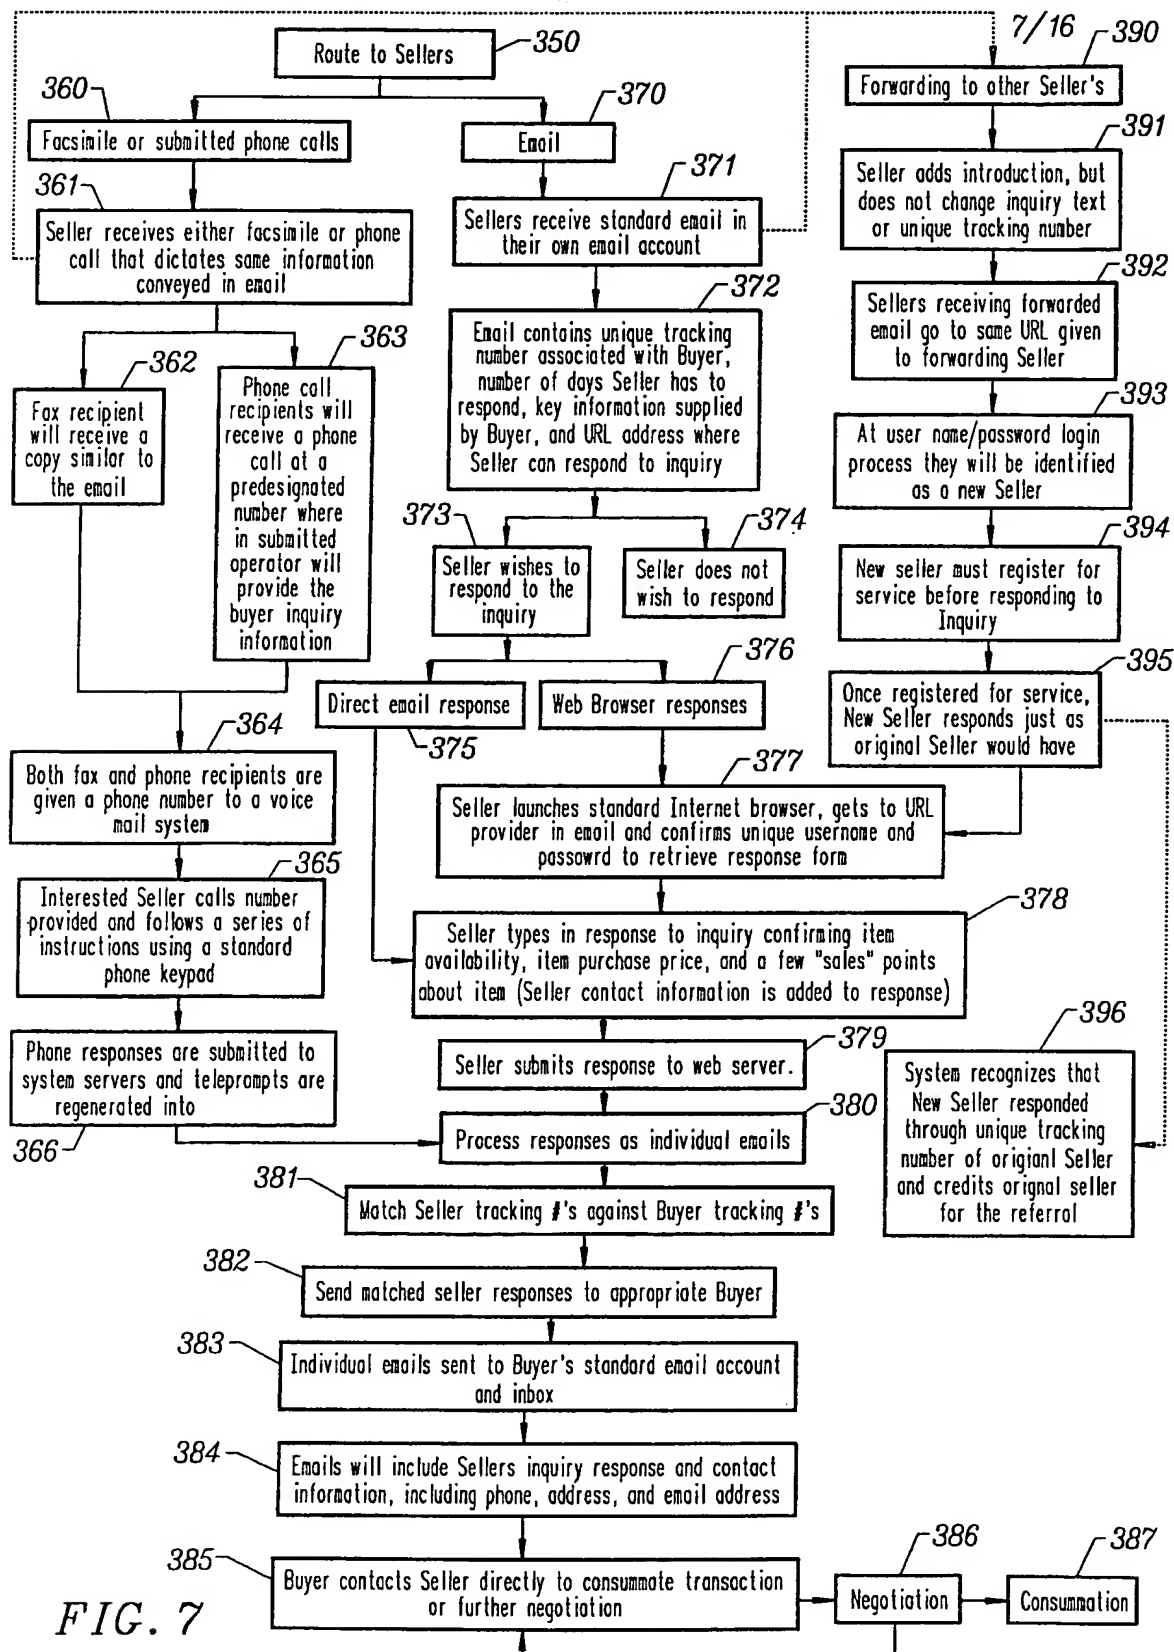 7/16
350
Route to Sellers
360
Facsimile or submitted phone calls
361
Seller receives either facsimile or phone
call that dictates same information
conveyed in email
362
Fax recipient
will receive a
copy similar to
the email
363
Phone call
recipients will
receive a phone
call at a
predesignated
number where
in submitted
operator will
provide the
buyer inquiry
information
364
Both fax and phone recipients are
given a phone number to a voice
mail system
365
Interested Seller calls number
provided and follows a series of
instructions using a standard
phone keypad
Phone responses are submitted to
system servers and teleprompts are
regenerated into
366
370
Email
371
Sellers receive standard email in
their own email account
372
Email contains unique tracking
number associated with Buyer,
number of days Seller has to
respond, key information supplied
by Buyer, and URL address where
Seller can respond to inquiry
373
Seller wishes to
respond to the
inquiry
374
Seller does not
wish to respond
Direct email response
375
376
Web Browser responses
377
Seller launches standard Internet browser, gets to URL
provider in email and confirms unique username and
passowrd to retrieve response form
378
Seller types in response to inquiry confirming item
availability, item purchase price, and a few "sales" points
about item (Seller contact information is added to response)
379
Seller submits response to web server.
380
Process responses as individual emails
381
Match Seller tracking #'s against Buyer tracking #'s
382
Send matched seller responses to appropriate Buyer
383
Individual emails sent to Buyer's standard email account
and inbox
384
Emails will include Sellers inquiry response and contact
information, including phone, address, and email address
385
Buyer contacts Seller directly to consummate transaction
or further negotiation
386
Negotiation
387
Consummation
390
Forwarding to other Seller's
391
Seller adds introduction, but
does not change inquiry text
or unique tracking number
392
Sellers receiving forwarded
email go to same URL given
to forwarding Seller
393
At user name/password login
process they will be identified
as a new Seller
394
New seller must register for
service before responding to
Inquiry
395
Once registered for service,
New Seller responds just as
original Seller would have
396
System recognizes that
New Seller responded
through unique tracking
number of origianl Seller
and credits orignal seller
for the referral
FIG. 7